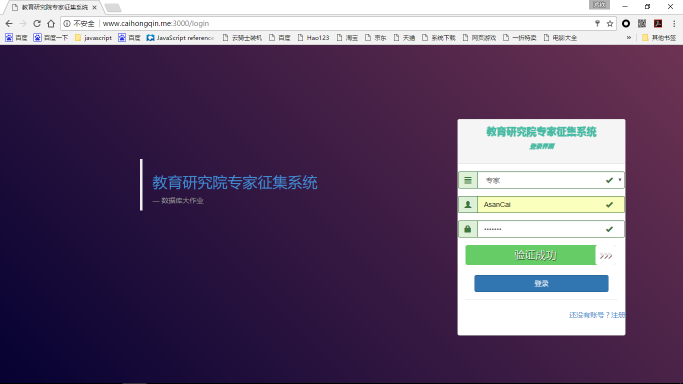 教育研究院专家征集系统
不安全 | www.caihongqin.me:3000/login
百度 百度一下 javascript 百度 JavaScript reference 云骑士装机 百度 Hao123 淘宝 京东 天猫 系统下载 网页游戏 一折特卖 电影大全 » 其他书签
教育研究院专家征集系统
— 数据库大作业
教育研究院专家征集系统
登录界面
专家
AsanCai
•••••••
验证成功 >>>
登录
还没有账号？注册